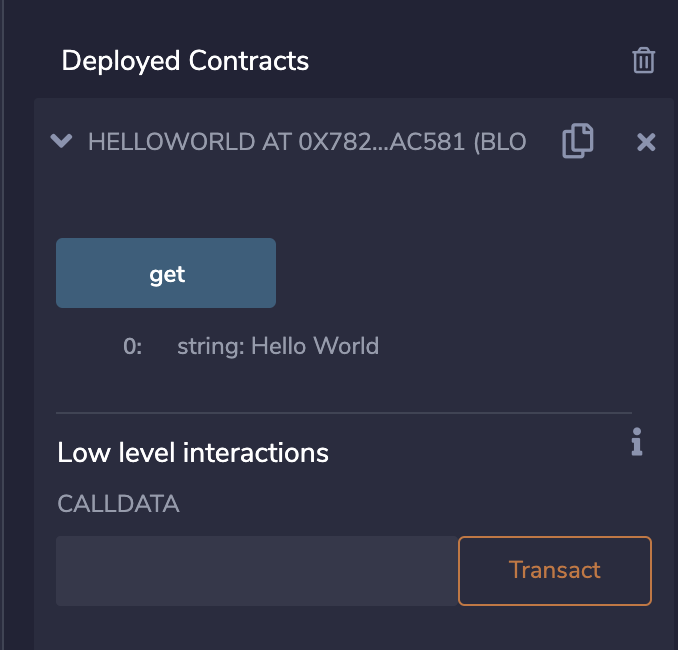 Deployed Contracts
HELLOWORLD AT 0X782...AC581 (BLO
get
0: string: Hello World
Low level interactions
CALLDATA
Transact